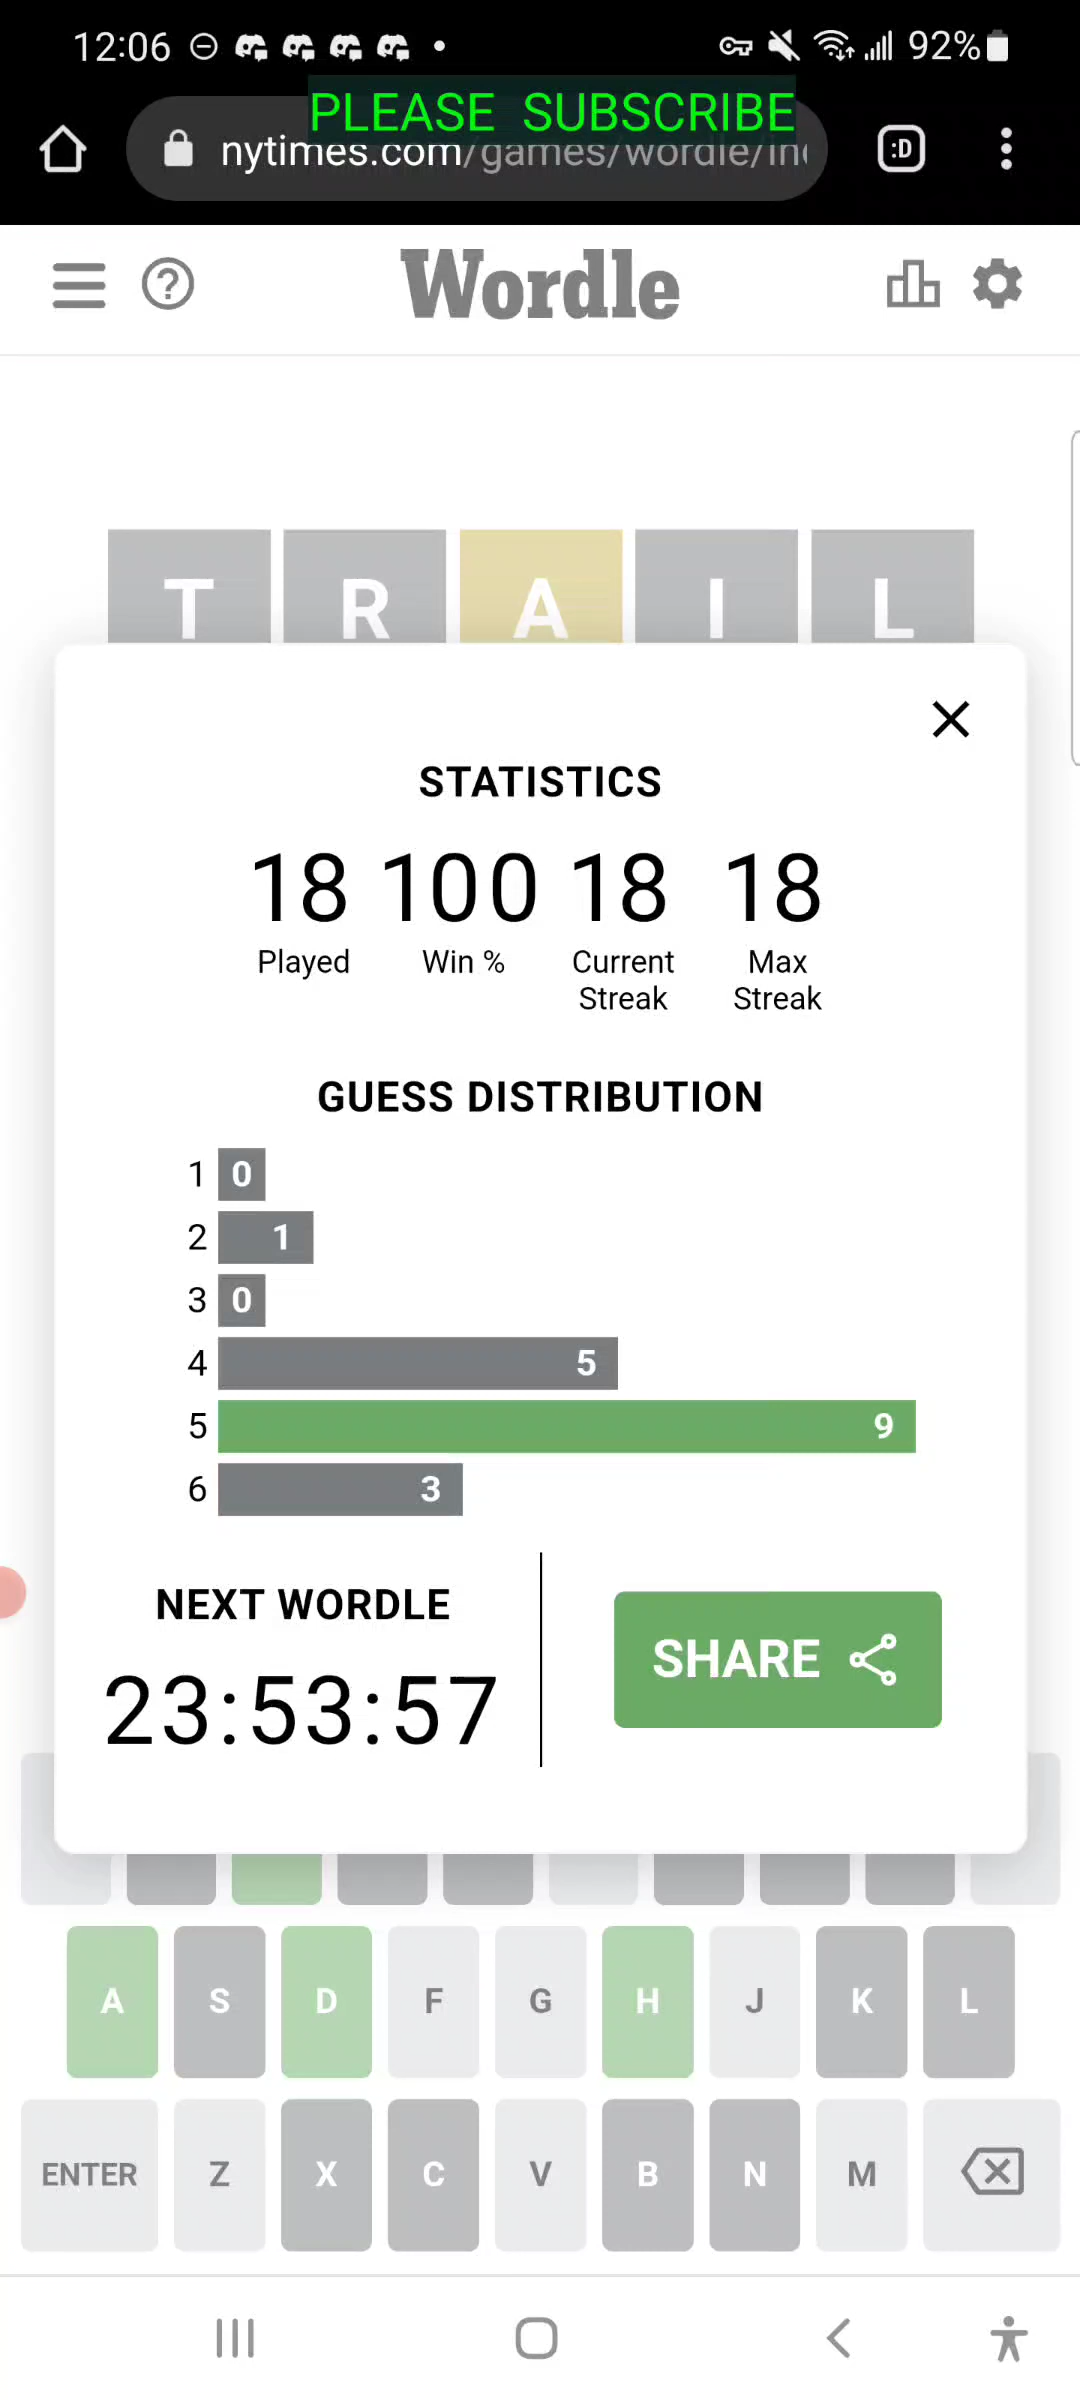 12:06 92%
PLEASE SUBSCRIBE
nytimes.com/games/wordle/in
:D
Wordle
T R A I L
STATISTICS
18 100 18 18
Played Win % Current Streak Max Streak
GUESS DISTRIBUTION
1 0
2 1
3 0
4 5
5 9
6 3
NEXT WORDLE
23:53:57
SHARE
A S D F G H J K L
ENTER Z X C V B N M